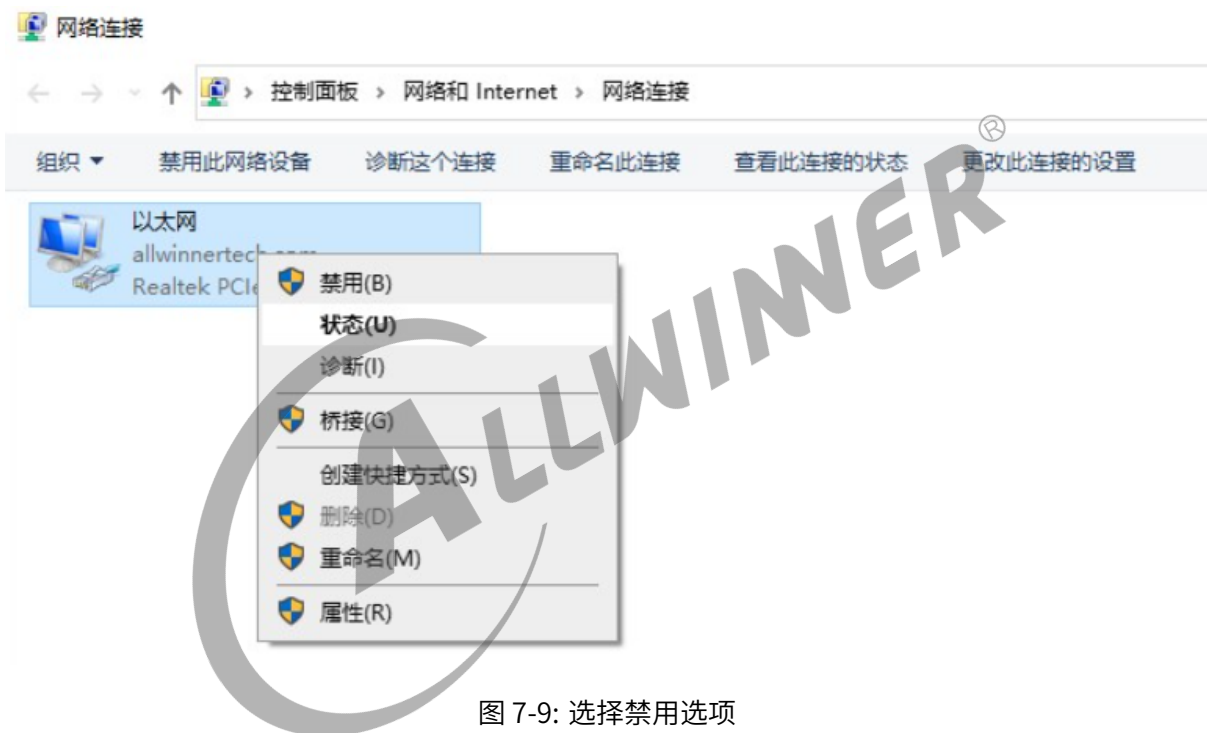 网络连接
控制面板 › 网络和 Internet › 网络连接
组织 禁用此网络设备 诊断这个连接 重命名此连接 查看此连接的状态 更改此连接的设置
以太网
allwinnertech.com
Realtek PCIe
禁用(B)
状态(U)
诊断(I)
桥接(G)
创建快捷方式(S)
删除(D)
重命名(M)
属性(R)
ALLWINNER®
图 7-9: 选择禁用选项